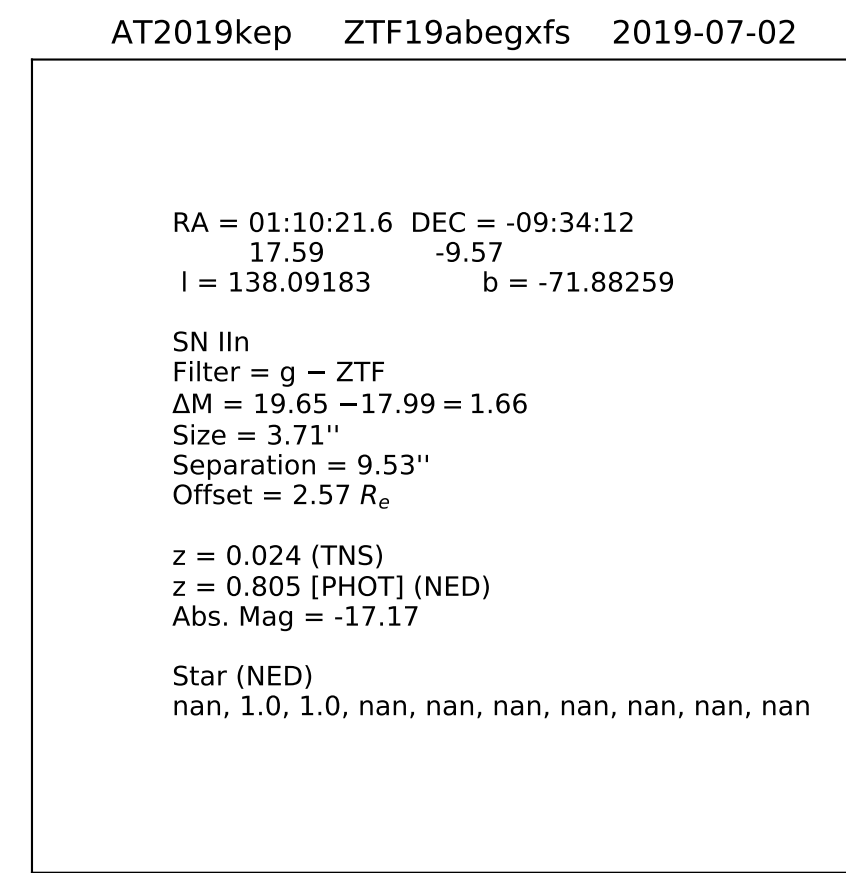 AT2019kep ZTF19abegxfs 2019-07-02
RA = 01:10:21.6 DEC = -09:34:12
17.59 -9.57
l = 138.09183 b = -71.88259
SN IIn
Filter = g − ZTF
ΔM = 19.65 −17.99 = 1.66
Size = 3.71''
Separation = 9.53''
Offset = 2.57 Rₑ
z = 0.024 (TNS)
z = 0.805 [PHOT] (NED)
Abs. Mag = -17.17
Star (NED)
nan, 1.0, 1.0, nan, nan, nan, nan, nan, nan, nan